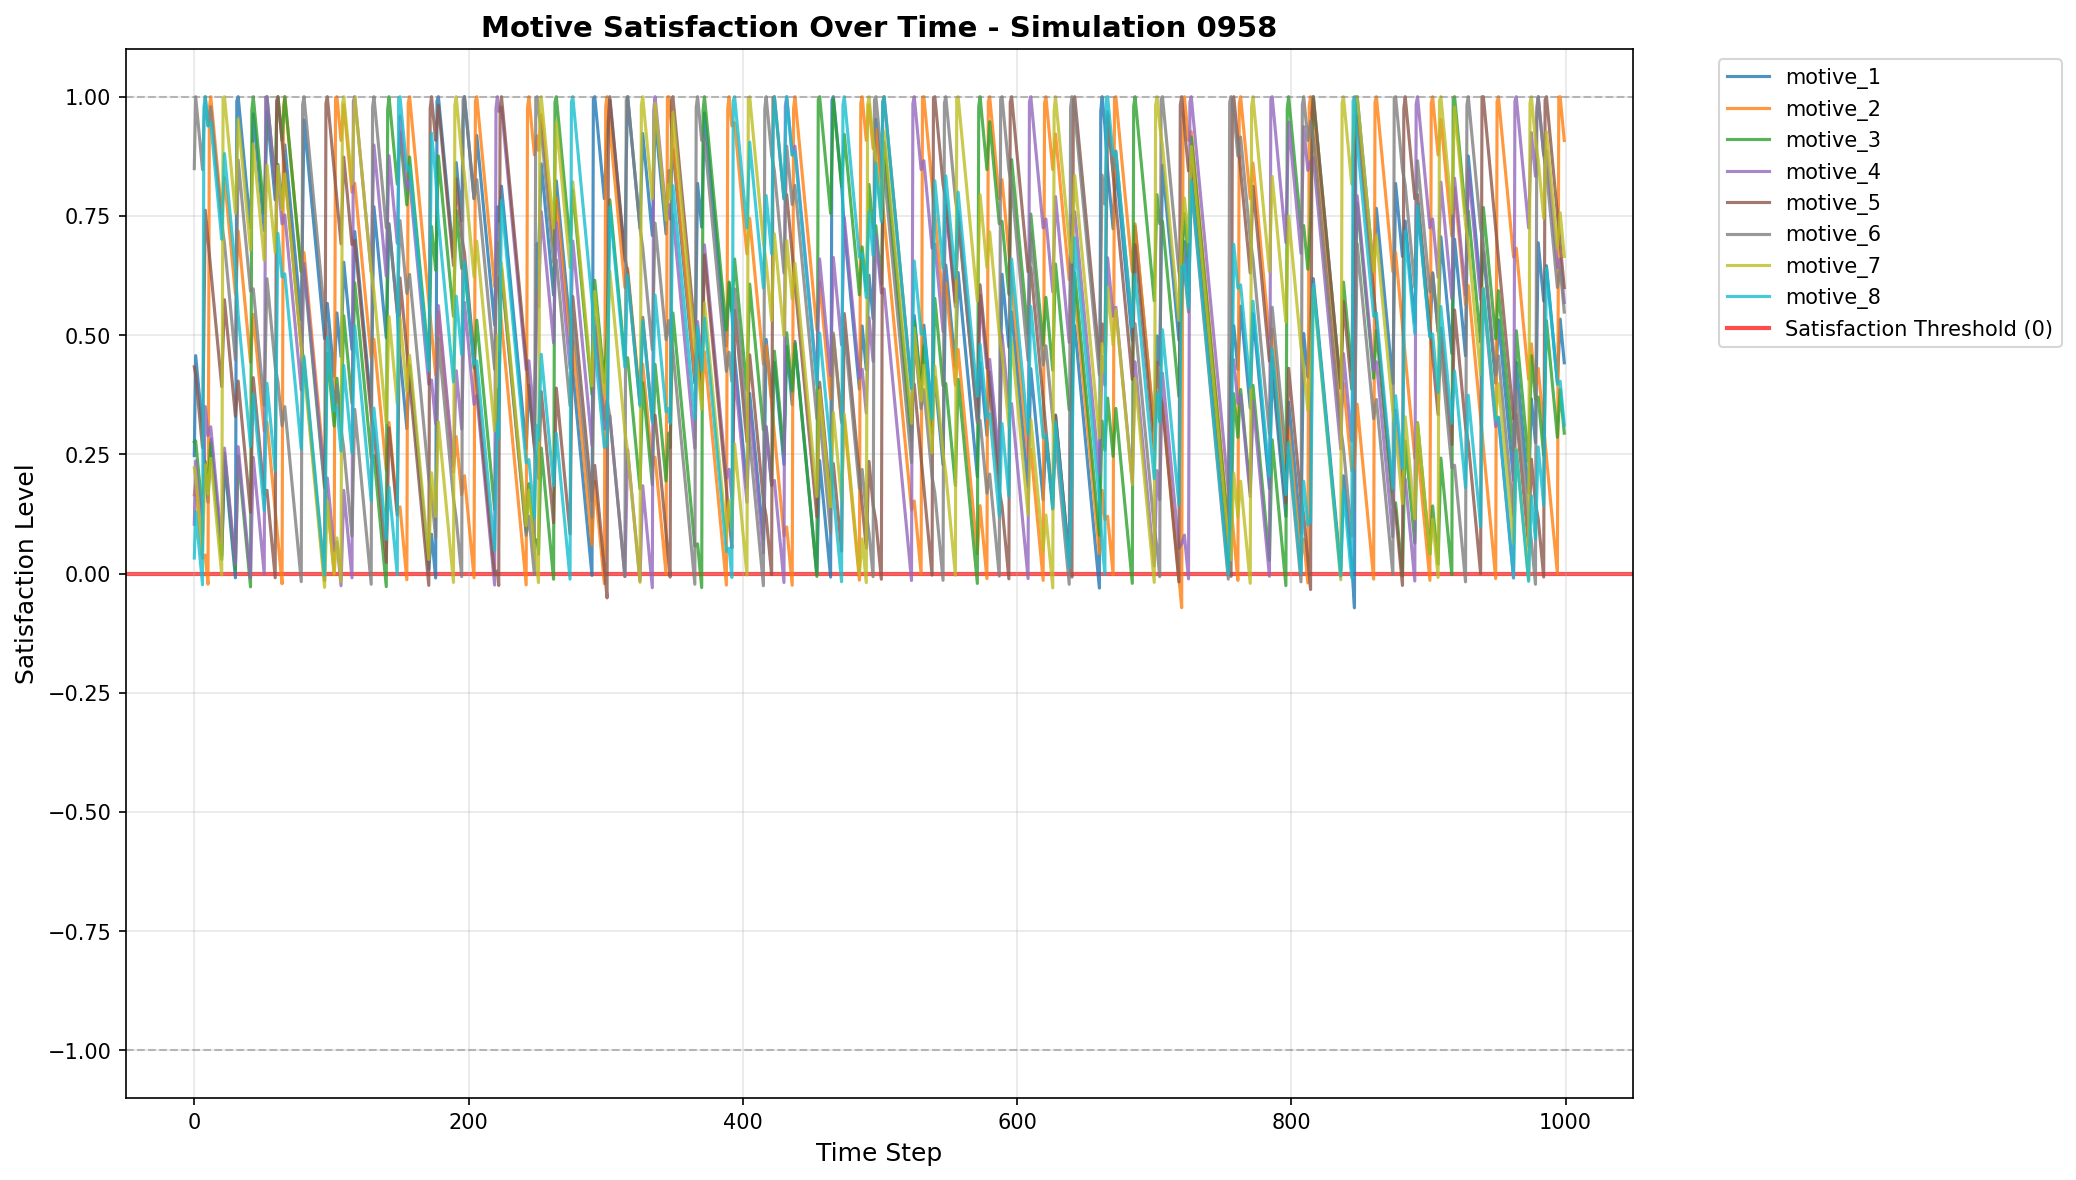 Motive Satisfaction Over Time - Simulation 0958
Satisfaction Level
1.00
0.75
0.50
0.25
0.00
−0.25
−0.50
−0.75
−1.00
0
200
400
600
800
1000
Time Step
motive_1
motive_2
motive_3
motive_4
motive_5
motive_6
motive_7
motive_8
Satisfaction Threshold (0)